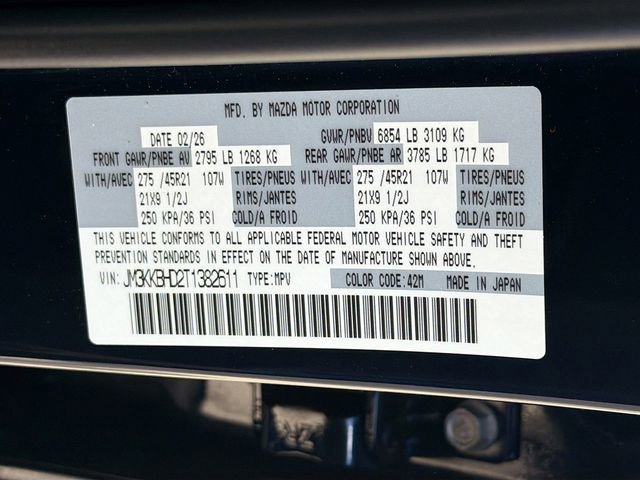 MFD. BY MAZDA MOTOR CORPORATION
DATE 02/26 GVWR/PNBV 6854 LB 3109 KG
FRONT GAWR/PNBE AV 2795 LB 1268 KG REAR GAWR/PNBE AR 3785 LB 1717 KG
WITH/AVEC 275 /45R21 107W TIRES/PNEUS WITH/AVEC 275 /45R21 107W TIRES/PNEUS
21X9 1/2J RIMS/JANTES 21X9 1/2J RIMS/JANTES
250 KPA/36 PSI COLD/A FROID 250 KPA/36 PSI COLD/A FROID
THIS VEHICLE CONFORMS TO ALL APPLICABLE FEDERAL MOTOR VEHICLE SAFETY AND THEFT
PREVENTION STANDARDS IN EFFECT ON THE DATE OF MANUFACTURE SHOWN ABOVE.
VIN: JM3KKBHD2T1382611 TYPE:MPV COLOR CODE:42M MADE IN JAPAN